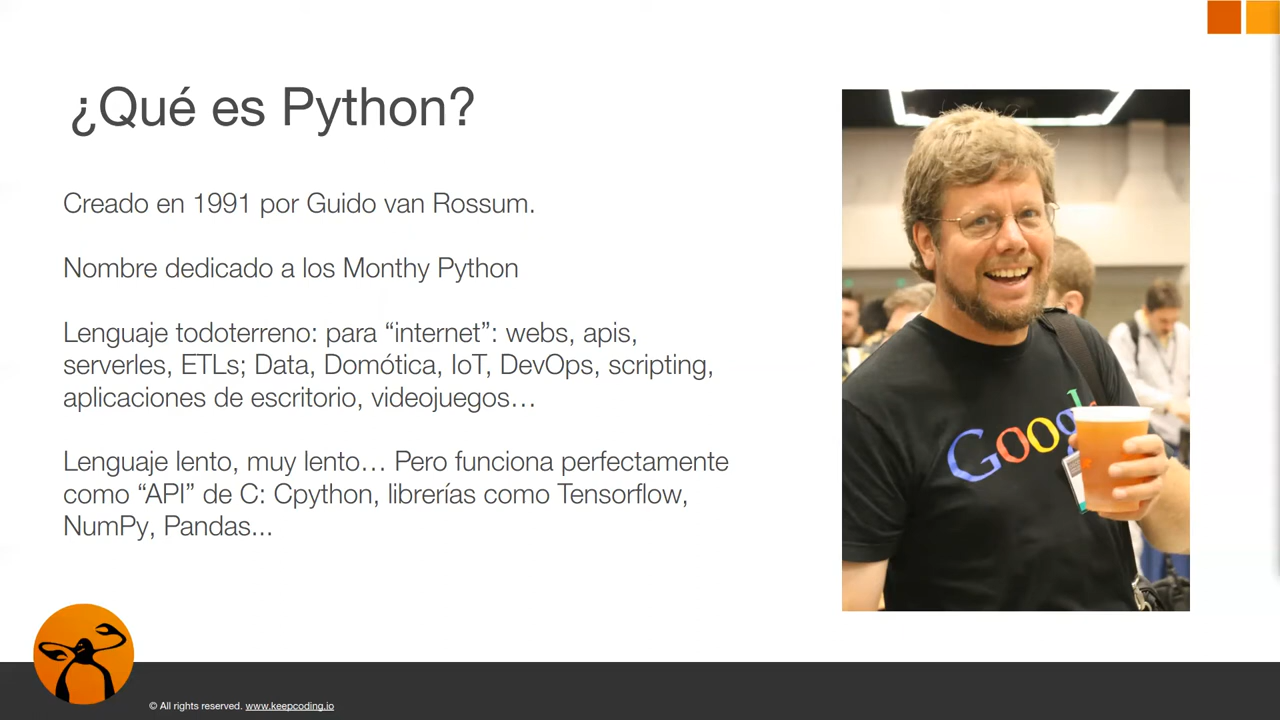 ¿Qué es Python?
Creado en 1991 por Guido van Rossum.
Nombre dedicado a los Monthy Python
Lenguaje todoterreno: para “internet”: webs, apis,
serverles, ETLs; Data, Domótica, IoT, DevOps, scripting,
aplicaciones de escritorio, videojuegos…
Lenguaje lento, muy lento… Pero funciona perfectamente
como “API” de C: Cpython, librerías como Tensorflow,
NumPy, Pandas...
Google
© All rights reserved. www.keepcoding.io